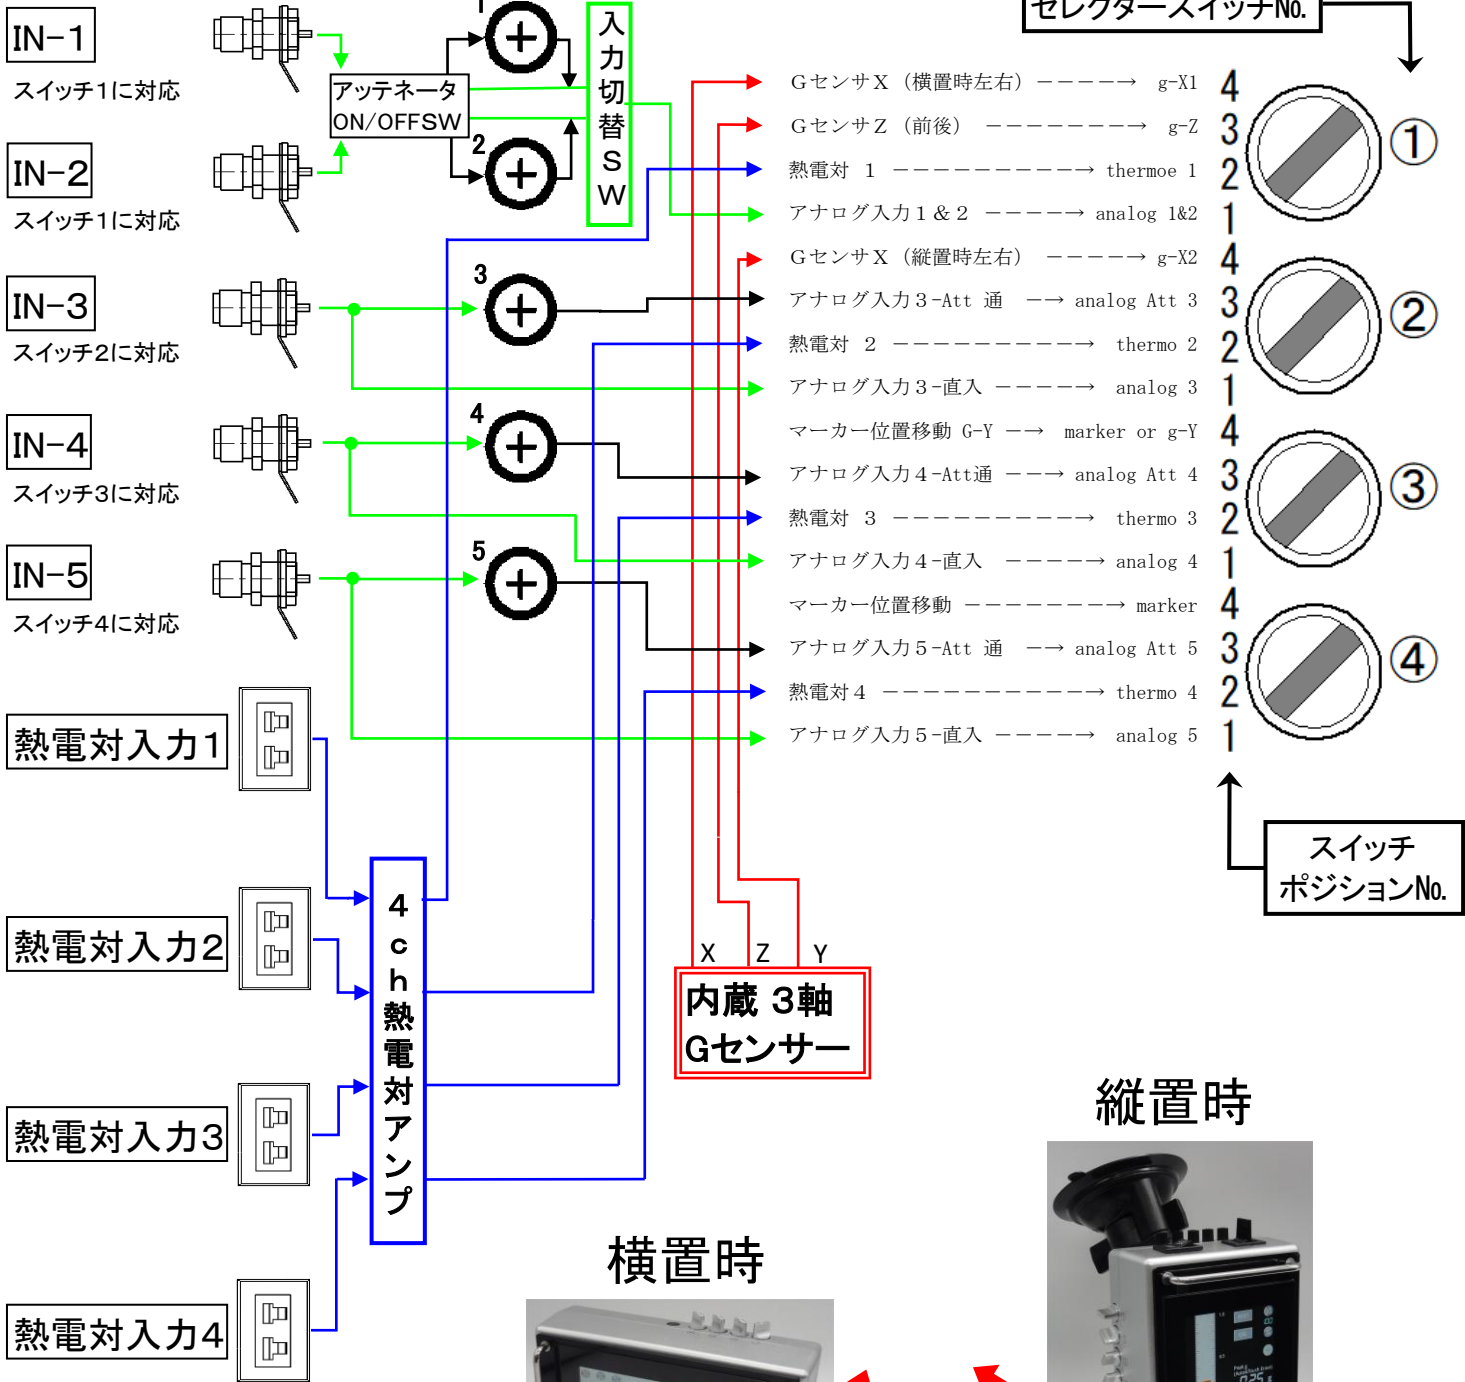 セレクタースイッチNo.
IN-1
スイッチ1に対応
IN-2
スイッチ1に対応
IN-3
スイッチ2に対応
IN-4
スイッチ3に対応
IN-5
スイッチ4に対応
アッテネータ
ON/OFFSW
1
2
3
4
5
入力切替SW
GセンサX（横置時左右）－－－－－→ g-X1 4
GセンサZ（前後） －－－－－－－－→ g-Z 3
熱電対 1 －－－－－－－－－－→ thermoe 1 2
アナログ入力1&2 －－－－－→ analog 1&2 1
①
GセンサX（縦置時左右） －－－－－→ g-X2 4
アナログ入力3-Att 通 －－→ analog Att 3 3
熱電対 2 －－－－－－－－－－→ thermo 2 2
アナログ入力3-直入 －－－－－→ analog 3 1
②
マーカー位置移動 G-Y －－→ marker or g-Y 4
アナログ入力4-Att通 －－－→ analog Att 4 3
熱電対 3 －－－－－－－－－－→ thermo 3 2
アナログ入力4-直入 －－－－－→ analog 4 1
③
マーカー位置移動 －－－－－－－－→ marker 4
アナログ入力5-Att 通 －－→ analog Att 5 3
熱電対4 －－－－－－－－－－－→ thermo 4 2
アナログ入力5-直入 －－－－－→ analog 5 1
④
スイッチ
ポジションNo.
熱電対入力1
熱電対入力2
熱電対入力3
熱電対入力4
4ch熱電対アンプ
X Z Y
内蔵 3軸
Gセンサー
横置時
縦置時